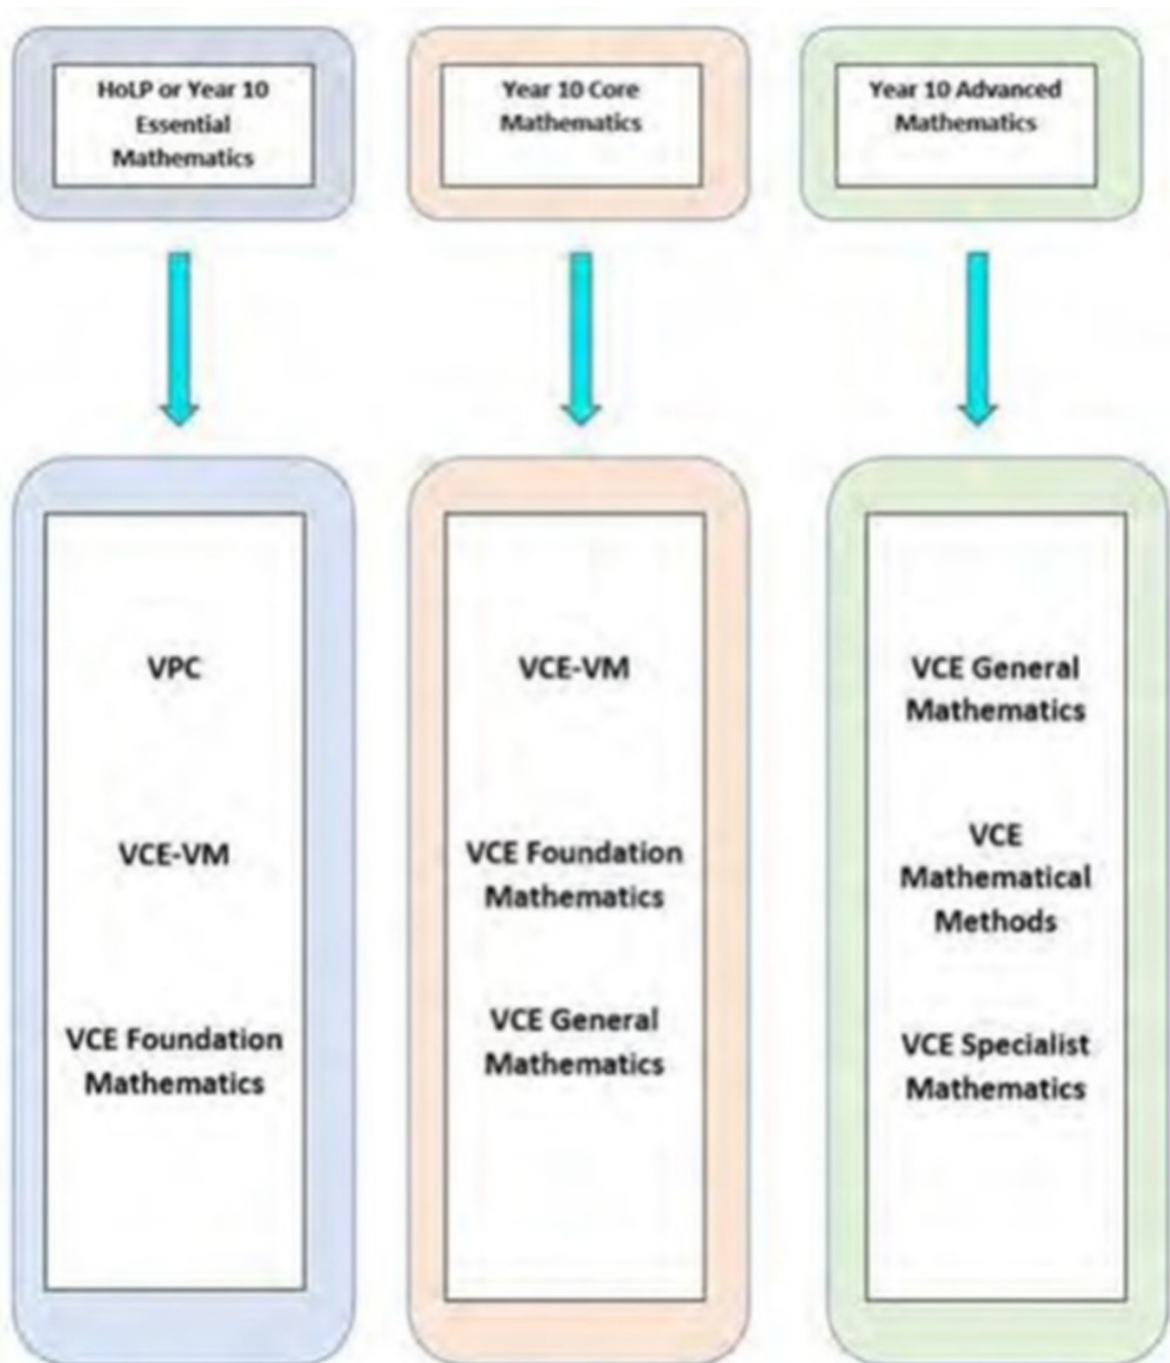 HoLP or Year 10
Essential
Mathematics
Year 10 Core
Mathematics
Year 10 Advanced
Mathematics
VPC
VCE-VM
VCE Foundation
Mathematics
VCE-VM
VCE Foundation
Mathematics
VCE General
Mathematics
VCE General
Mathematics
VCE
Mathematical
Methods
VCE Specialist
Mathematics